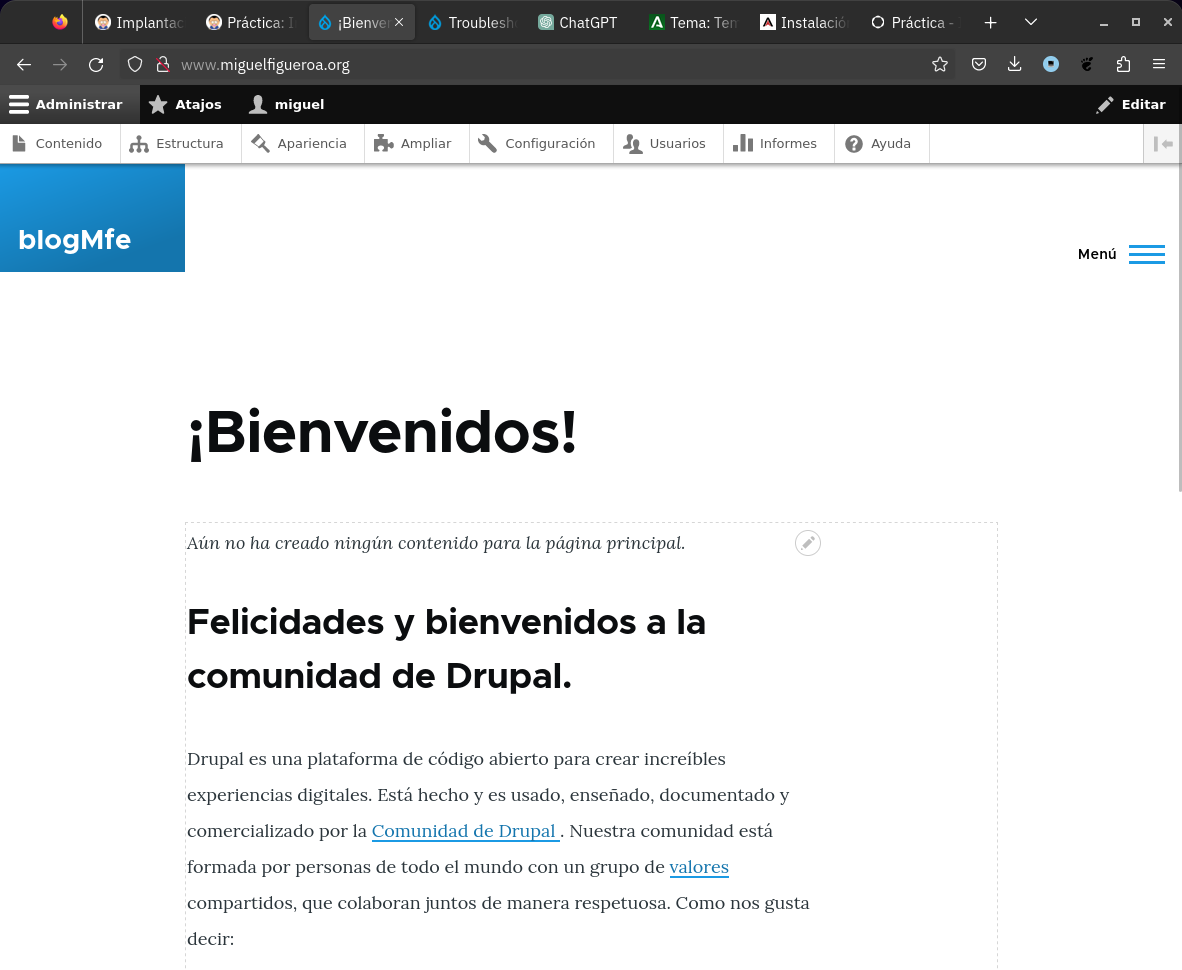 Implantac Práctica: I ¡Bienven Troublesh ChatGPT Tema: Tem Instalació Práctica -
www.miguelfigueroa.org
Administrar Atajos miguel Editar
Contenido Estructura Apariencia Ampliar Configuración Usuarios Informes Ayuda
blogMfe
Menú
¡Bienvenidos!
Aún no ha creado ningún contenido para la página principal.
Felicidades y bienvenidos a la
comunidad de Drupal.
Drupal es una plataforma de código abierto para crear increíbles
experiencias digitales. Está hecho y es usado, enseñado, documentado y
comercializado por la Comunidad de Drupal . Nuestra comunidad está
formada por personas de todo el mundo con un grupo de valores
compartidos, que colaboran juntos de manera respetuosa. Como nos gusta
decir: